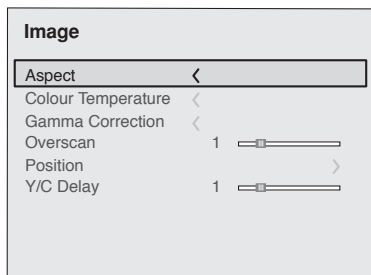 Image
Aspect
Colour Temperature
Gamma Correction
Overscan 1
Position
Y/C Delay 1